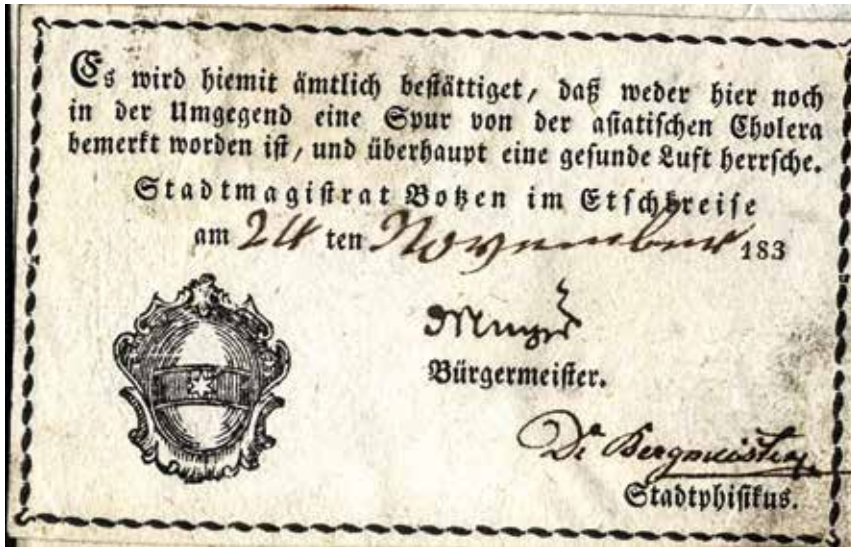 Es wird hiemit ämtlich bestättiget, daß weder hier noch
in der Umgegend eine Spur von der asiatischen Cholera
bemerkt worden ist, und überhaupt eine gesunde Luft herrsche.
Stadtmagistrat Botzen im Etschkreise
am 24 ten November 183
Bürgermeister.
Dr Bergmeister
Stadtphisikus.